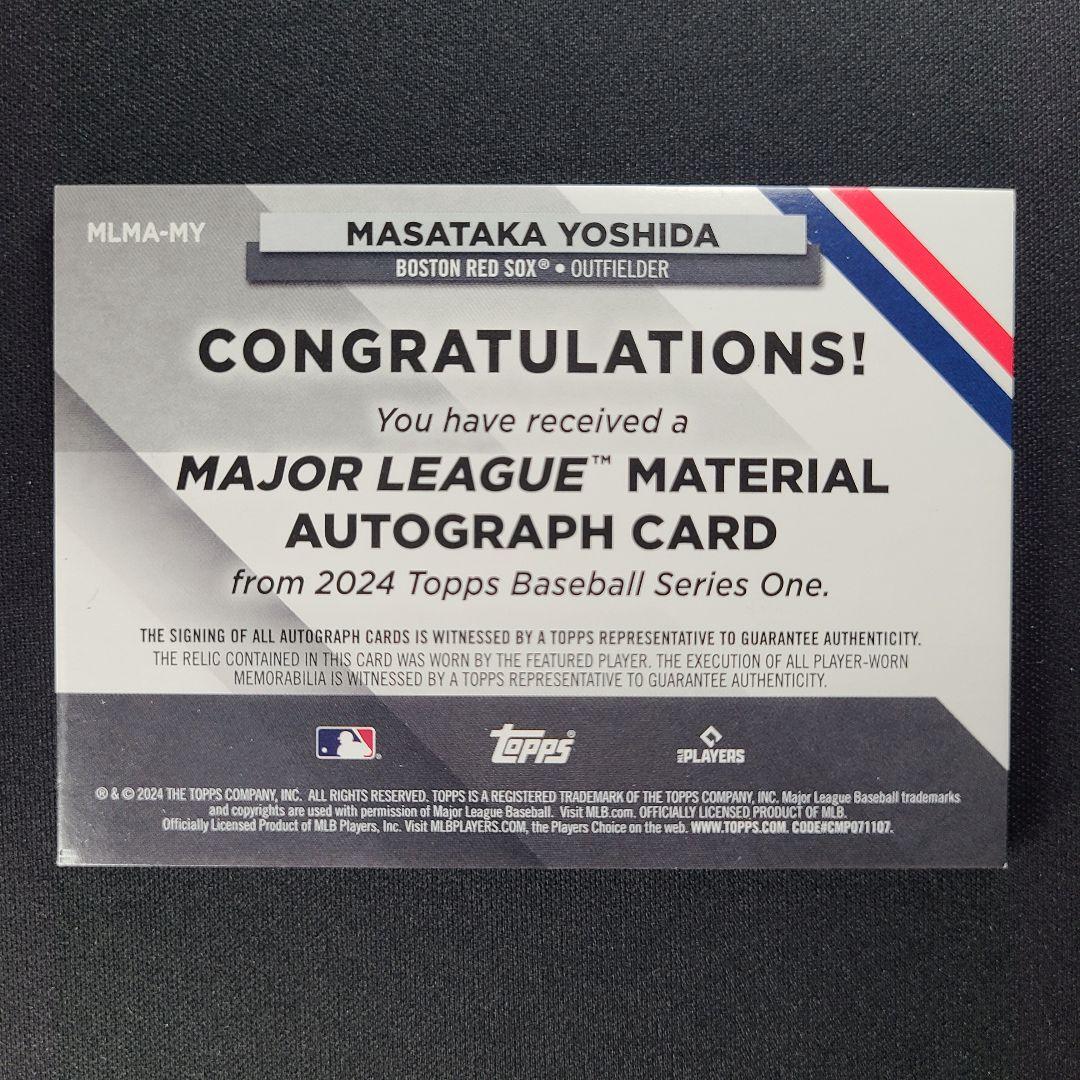 MLMA-MY
MASATAKA YOSHIDA
BOSTON RED SOX® • OUTFIELDER
CONGRATULATIONS!
You have received a
MAJOR LEAGUE™ MATERIAL
AUTOGRAPH CARD
from 2024 Topps Baseball Series One.
THE SIGNING OF ALL AUTOGRAPH CARDS IS WITNESSED BY A TOPPS REPRESENTATIVE TO GUARANTEE AUTHENTICITY.
THE RELIC CONTAINED IN THIS CARD WAS WORN BY THE FEATURED PLAYER. THE EXECUTION OF ALL PLAYER-WORN
MEMORABILIA IS WITNESSED BY A TOPPS REPRESENTATIVE TO GUARANTEE AUTHENTICITY.
topps®
MLB PLAYERS
® & © 2024 THE TOPPS COMPANY, INC. ALL RIGHTS RESERVED. TOPPS IS A REGISTERED TRADEMARK OF THE TOPPS COMPANY, INC. Major League Baseball trademarks
and copyrights are used with permission of Major League Baseball. Visit MLB.com. OFFICIALLY LICENSED PRODUCT OF MLB.
Officially Licensed Product of MLB Players, Inc. Visit MLBPLAYERS.COM, the Players Choice on the web. WWW.TOPPS.COM. CODE#CMP071107.